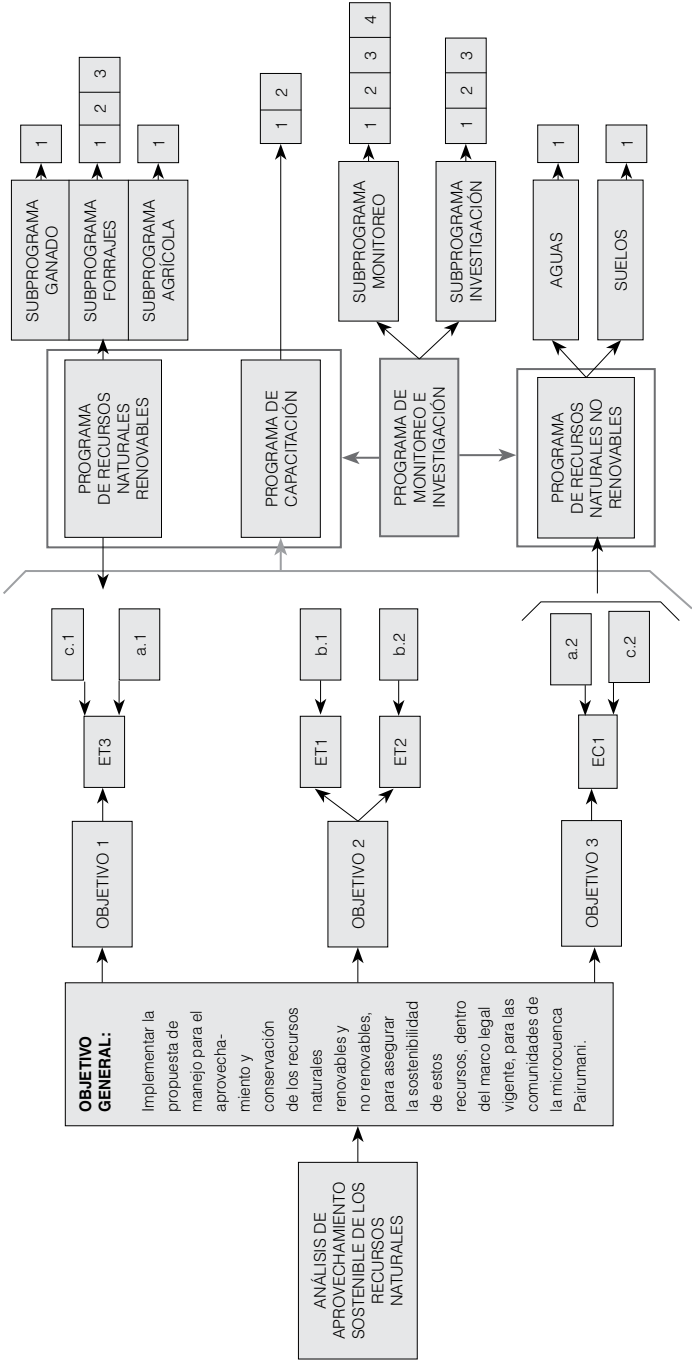 ANÁLISIS DE
APROVECHAMIENTO
SOSTENIBLE DE LOS
RECURSOS
NATURALES
OBJETIVO
GENERAL:
Implementar la
propuesta de
manejo para el
aprovecha-
miento y
conservación
de los recursos
naturales
renovables y
no renovables,
para asegurar
la sostenibilidad
de estos
recursos, dentro
del marco legal
vigente, para las
comunidades de
la microcuenca
Pairumani.
OBJETIVO 1
OBJETIVO 2
OBJETIVO 3
ET3
ET1
ET2
EC1
c.1
a.1
b.1
b.2
a.2
c.2
PROGRAMA
DE RECURSOS
NATURALES
RENOVABLES
PROGRAMA DE
CAPACITACIÓN
PROGRAMA DE
MONITOREO E
INVESTIGACIÓN
PROGRAMA
DE RECURSOS
NATURALES NO
RENOVABLES
SUBPROGRAMA
GANADO
1
SUBPROGRAMA
FORRAJES
1 2 3
SUBPROGRAMA
AGRÍCOLA
1
1 2
SUBPROGRAMA
MONITOREO
1 2 3 4
SUBPROGRAMA
INVESTIGACIÓN
1 2 3
AGUAS
1
SUELOS
1